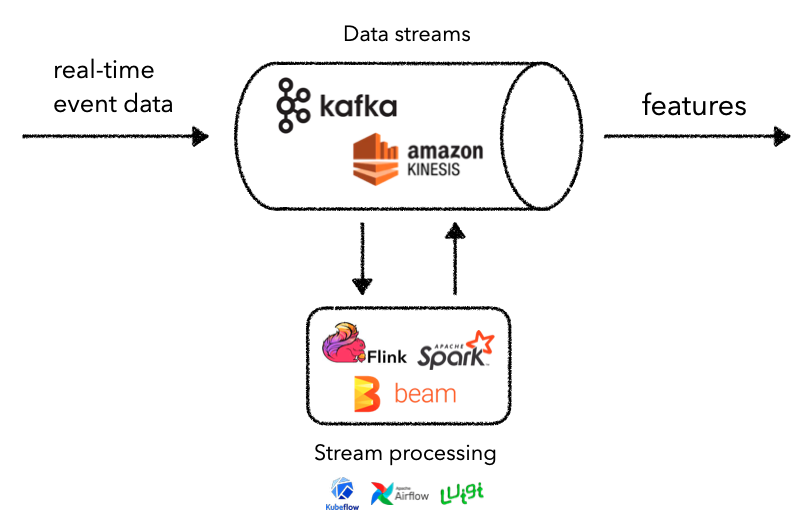 Data streams
real-time
event data
kafka
features
amazon
KINESIS
Flink
APACHE
Spark™
beam
Stream processing
Kubeflow
Apache
Airflow
Luigi